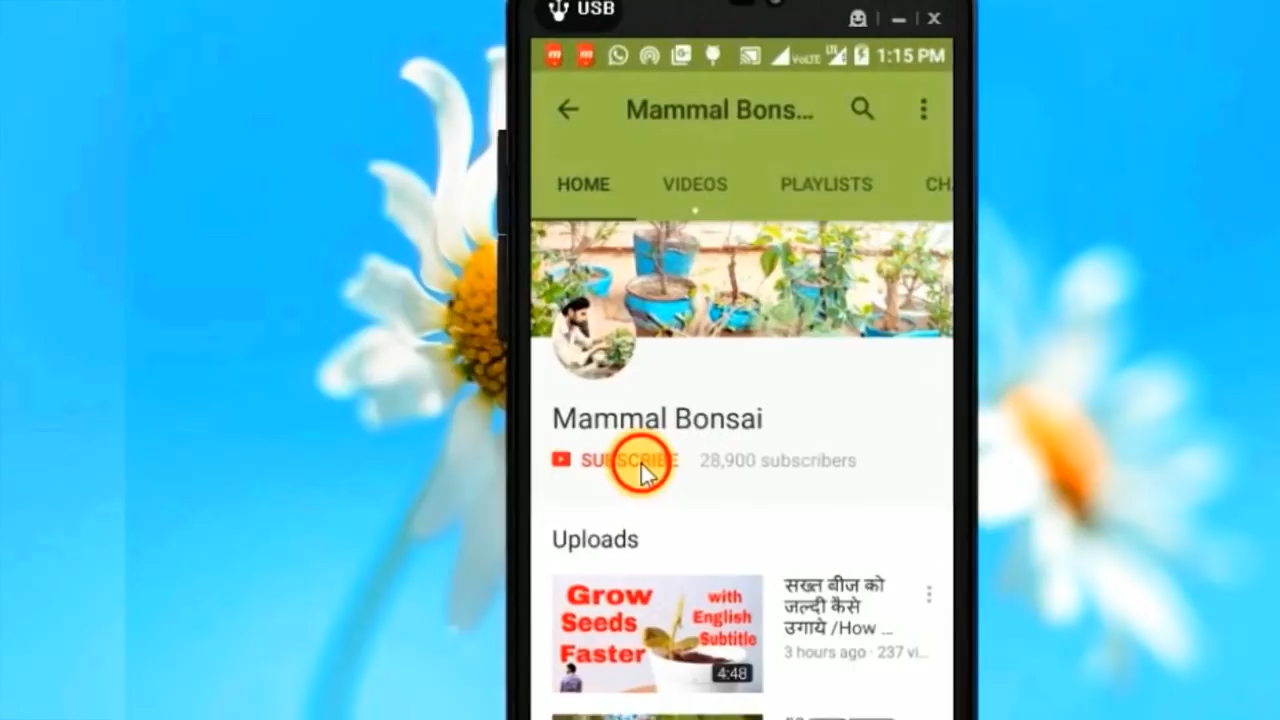 USB
1:15 PM
Mammal Bons...
HOME VIDEOS PLAYLISTS CH
Mammal Bonsai
SUBSCRIBE 28,900 subscribers
Uploads
Grow
Seeds
Faster
with
English
Subtitle
4:48
सख्त बीज को
जल्दी कैसे
उगाये /How ...
3 hours ago · 237 vi...